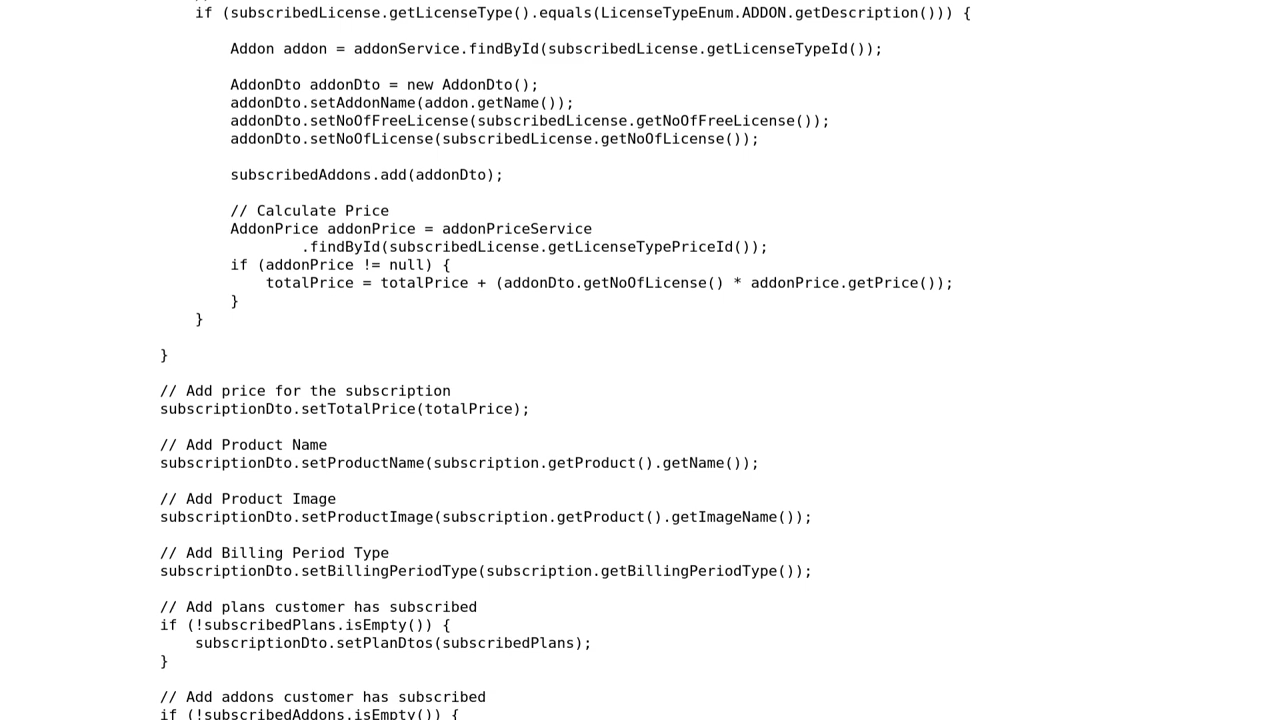 if (subscribedLicense.getLicenseType().equals(LicenseTypeEnum.ADDON.getDescription())) {
Addon addon = addonService.findById(subscribedLicense.getLicenseTypeId());
AddonDto addonDto = new AddonDto();
addonDto.setAddonName(addon.getName());
addonDto.setNoOfFreeLicense(subscribedLicense.getNoOfFreeLicense());
addonDto.setNoOfLicense(subscribedLicense.getNoOfLicense());
subscribedAddons.add(addonDto);
// Calculate Price
AddonPrice addonPrice = addonPriceService
.findById(subscribedLicense.getLicenseTypePriceId());
if (addonPrice != null) {
totalPrice = totalPrice + (addonDto.getNoOfLicense() * addonPrice.getPrice());
}
}
}
// Add price for the subscription
subscriptionDto.setTotalPrice(totalPrice);
// Add Product Name
subscriptionDto.setProductName(subscription.getProduct().getName());
// Add Product Image
subscriptionDto.setProductImage(subscription.getProduct().getImageName());
// Add Billing Period Type
subscriptionDto.setBillingPeriodType(subscription.getBillingPeriodType());
// Add plans customer has subscribed
if (!subscribedPlans.isEmpty()) {
subscriptionDto.setPlanDtos(subscribedPlans);
}
// Add addons customer has subscribed
if (!subscribedAddons.isEmpty()) {